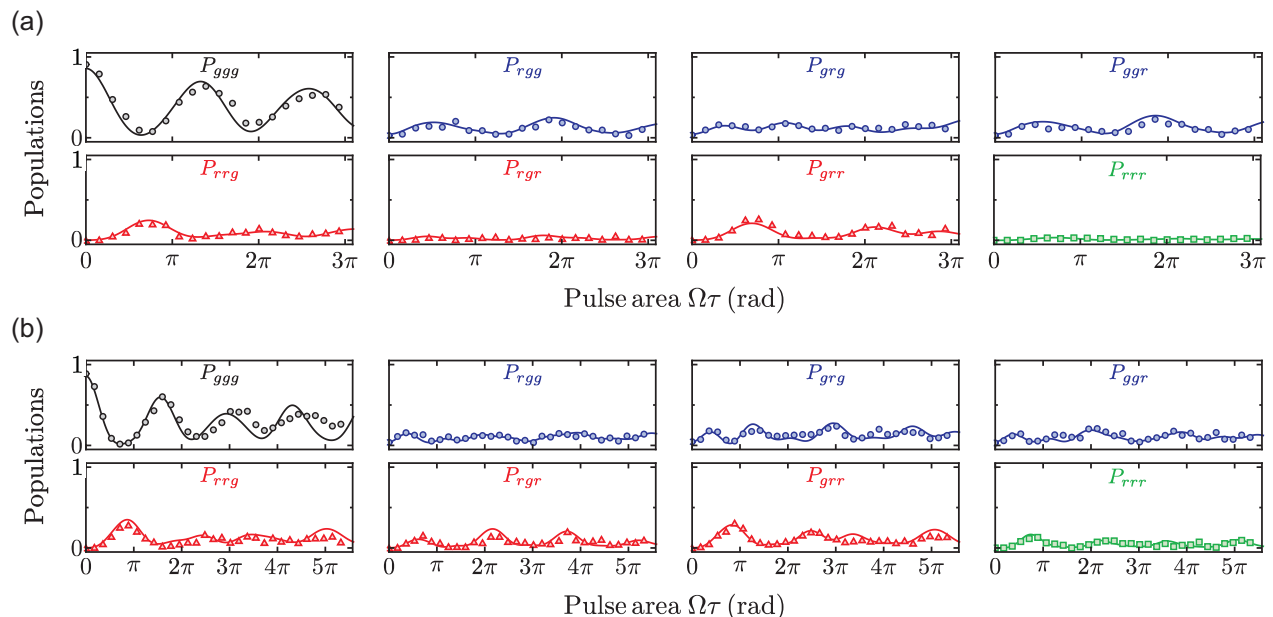 (a)
P_ggg P_rgg P_grg P_ggr
1
0
Populations
P_rrg P_rgr P_grr P_rrr
1
0
0 π 2π 3π 0 π 2π 3π 0 π 2π 3π 0 π 2π 3π
Pulse area Ωτ (rad)
(b)
P_ggg P_rgg P_grg P_ggr
1
0
Populations
P_rrg P_rgr P_grr P_rrr
1
0
0 π 2π 3π 4π 5π 0 π 2π 3π 4π 5π 0 π 2π 3π 4π 5π 0 π 2π 3π 4π 5π
Pulse area Ωτ (rad)